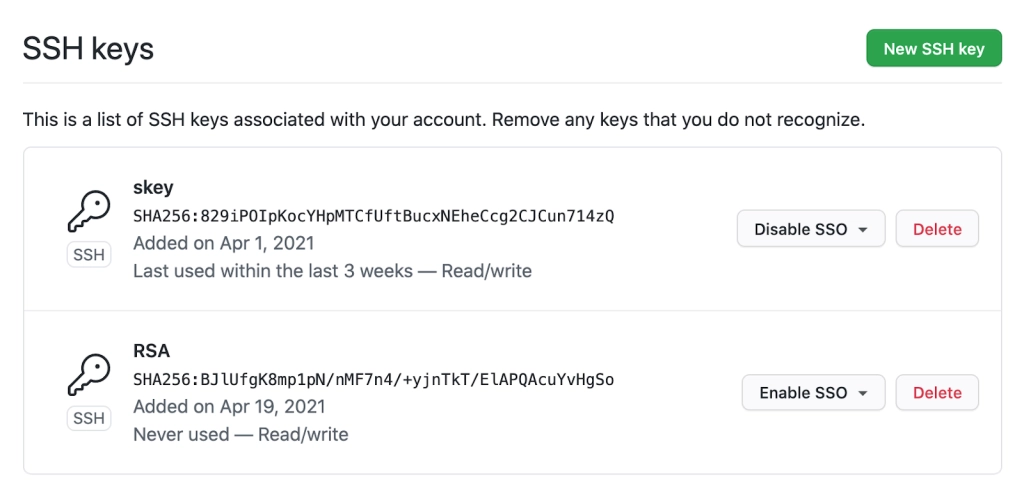 SSH keys
New SSH key
This is a list of SSH keys associated with your account. Remove any keys that you do not recognize.
skey
SHA256:829iPOIpKocYHpMTCfUftBucxNEheCcg2CJCun714zQ
SSH
Added on Apr 1, 2021
Last used within the last 3 weeks — Read/write
Disable SSO
Delete
RSA
SHA256:BJlUfgK8mp1pN/nMF7n4/+yjnTkT/ElAPQAcuYvHgSo
SSH
Added on Apr 19, 2021
Never used — Read/write
Enable SSO
Delete